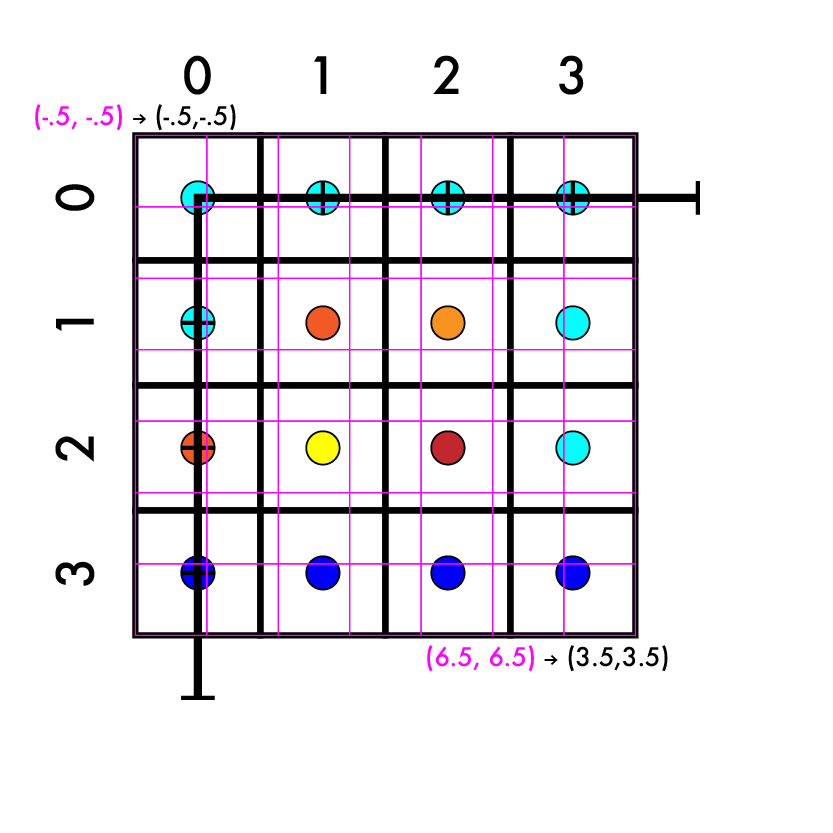 0 1 2 3
(-.5, -.5) → (-.5,-.5)
0
1
2
3
(6.5, 6.5) → (3.5,3.5)